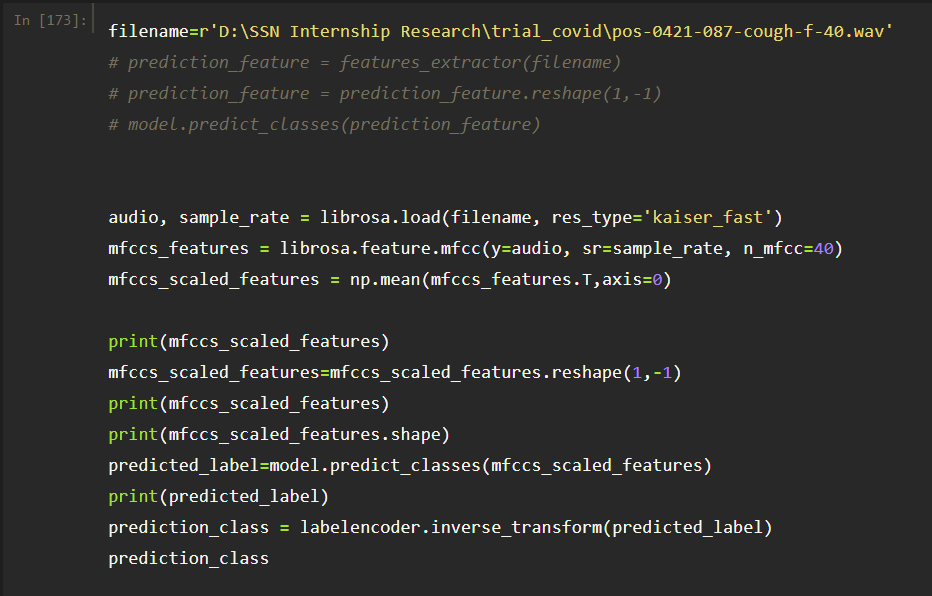 In [173]:
filename=r'D:\SSN Internship Research\trial_covid\pos-0421-087-cough-f-40.wav'
# prediction_feature = features_extractor(filename)
# prediction_feature = prediction_feature.reshape(1,-1)
# model.predict_classes(prediction_feature)
audio, sample_rate = librosa.load(filename, res_type='kaiser_fast')
mfccs_features = librosa.feature.mfcc(y=audio, sr=sample_rate, n_mfcc=40)
mfccs_scaled_features = np.mean(mfccs_features.T,axis=0)
print(mfccs_scaled_features)
mfccs_scaled_features=mfccs_scaled_features.reshape(1,-1)
print(mfccs_scaled_features)
print(mfccs_scaled_features.shape)
predicted_label=model.predict_classes(mfccs_scaled_features)
print(predicted_label)
prediction_class = labelencoder.inverse_transform(predicted_label)
prediction_class